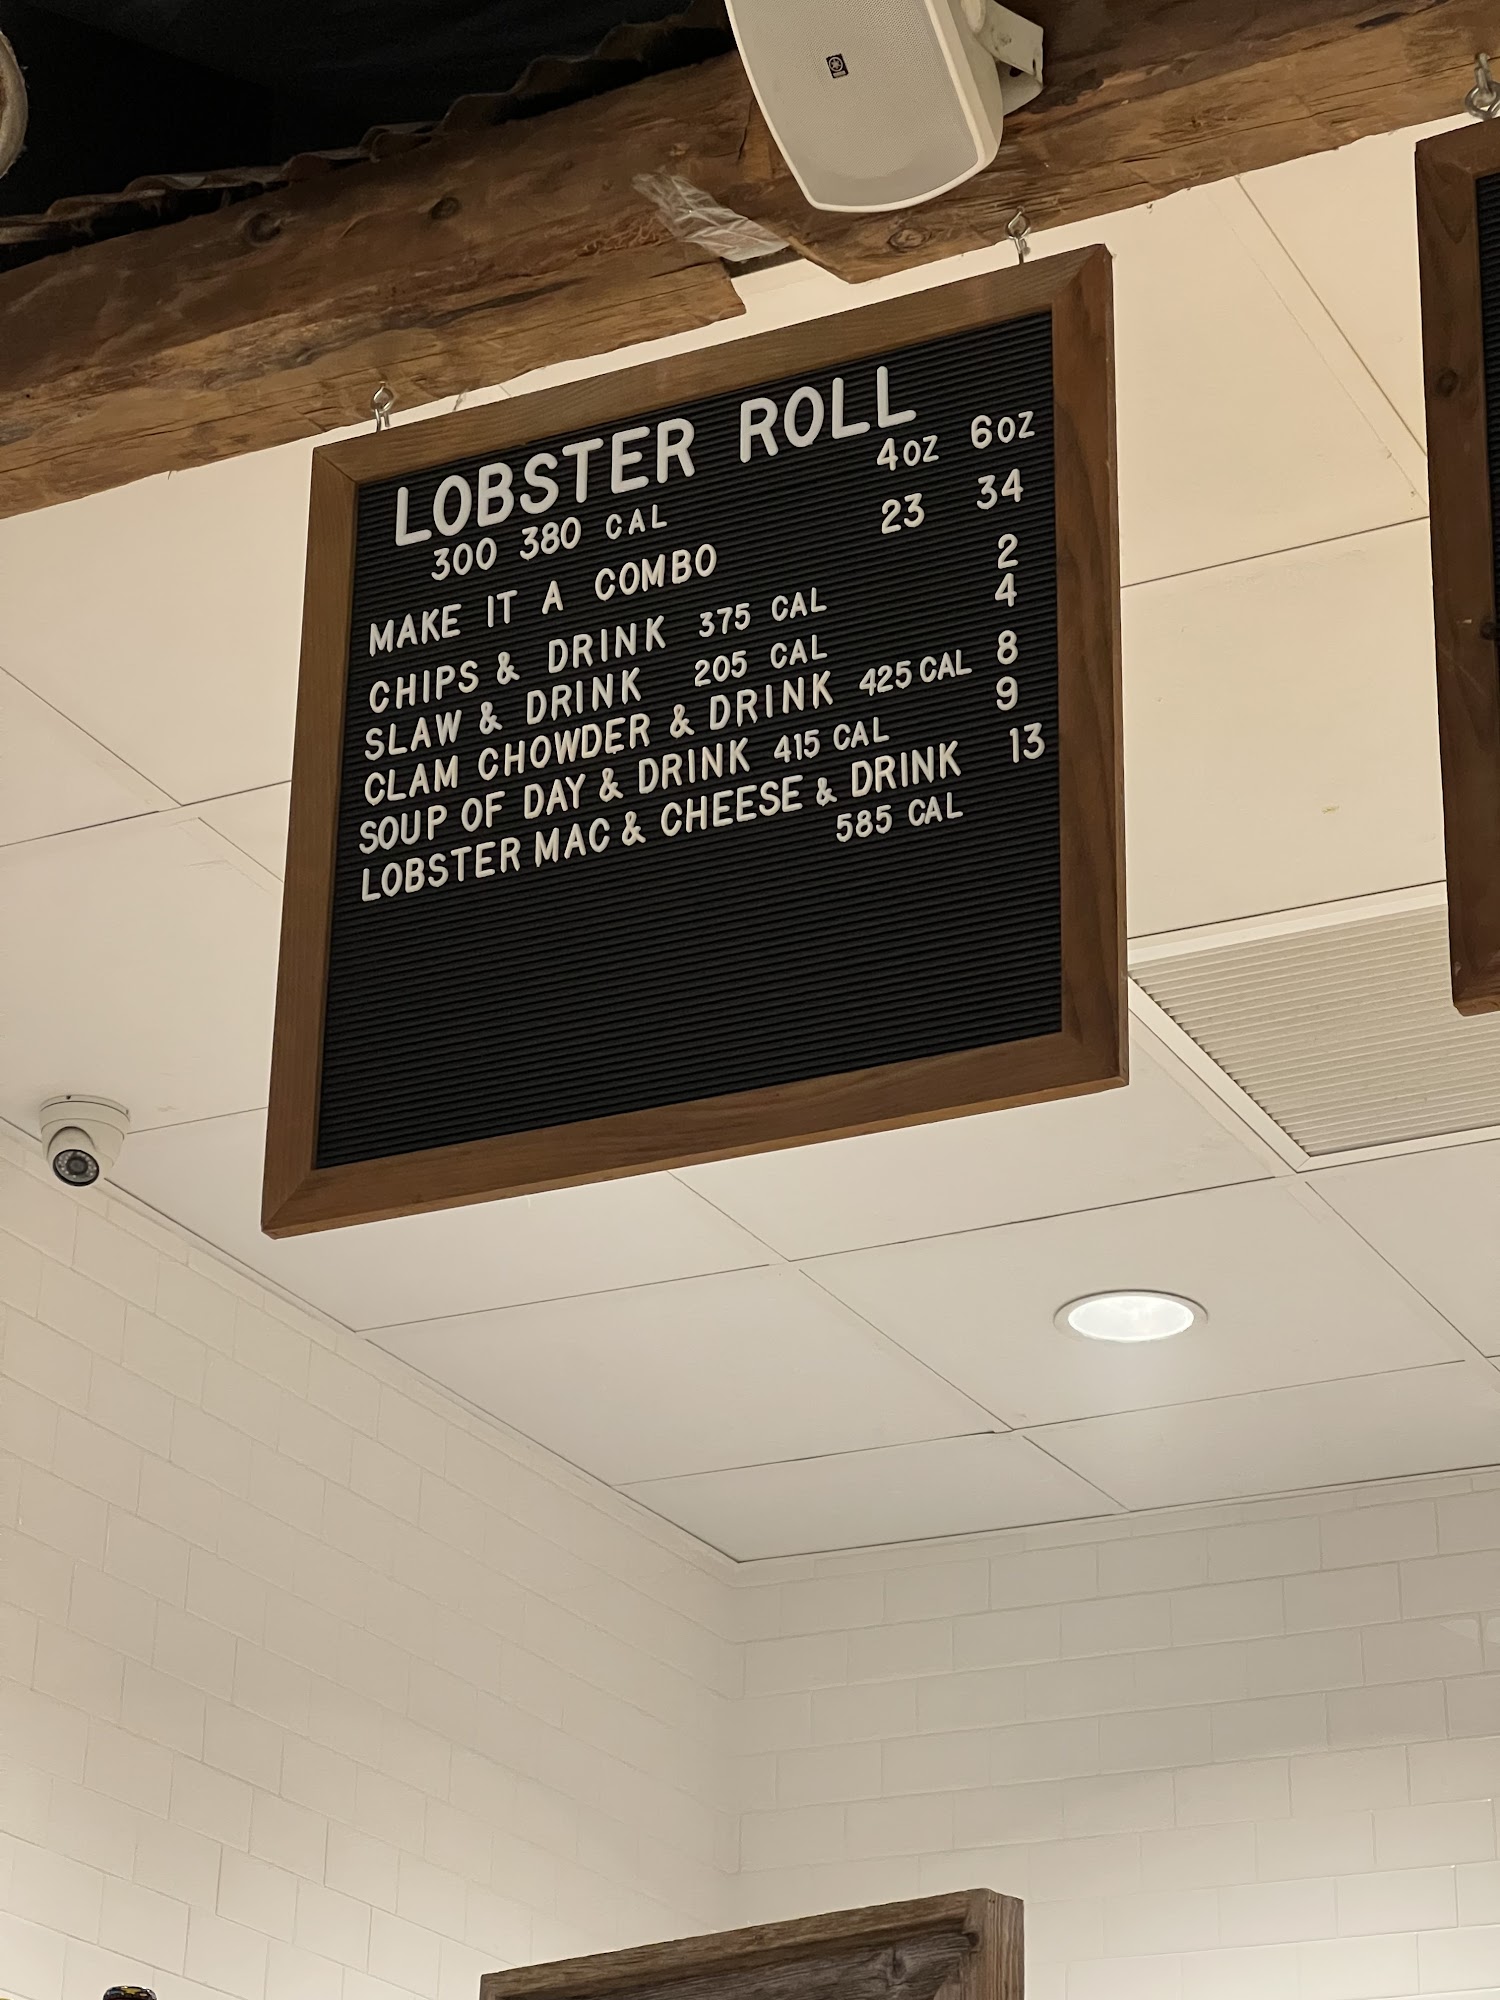 LOBSTER ROLL
4OZ 6OZ
300 380 CAL 23 34
MAKE IT A COMBO
CHIPS & DRINK 375 CAL 2
SLAW & DRINK 205 CAL 4
CLAM CHOWDER & DRINK 425 CAL 8
SOUP OF DAY & DRINK 415 CAL 9
LOBSTER MAC & CHEESE & DRINK 13
585 CAL